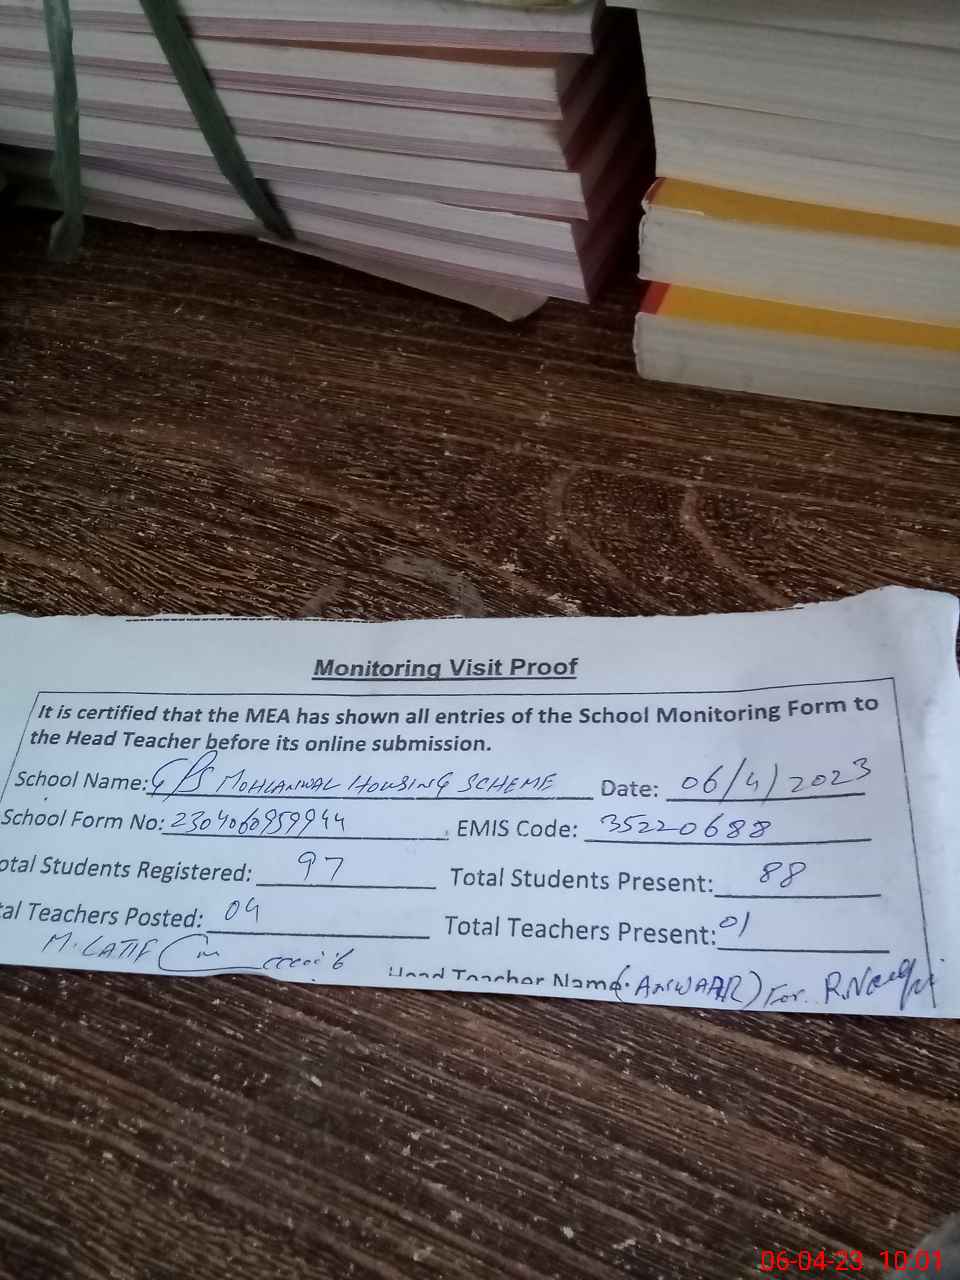 Monitoring Visit Proof
It is certified that the MEA has shown all entries of the School Monitoring Form to
the Head Teacher before its online submission.
School Name: GPS MOHLANWAL HOUSING SCHEME Date: 06/4/2023
School Form No: 2304060959944 EMIS Code: 35220688
otal Students Registered: 97 Total Students Present: 88
tal Teachers Posted: 04 Total Teachers Present: 01
M. LATIF Head Teacher Name: (ANWAAR) For R.
06-04-23 10:01